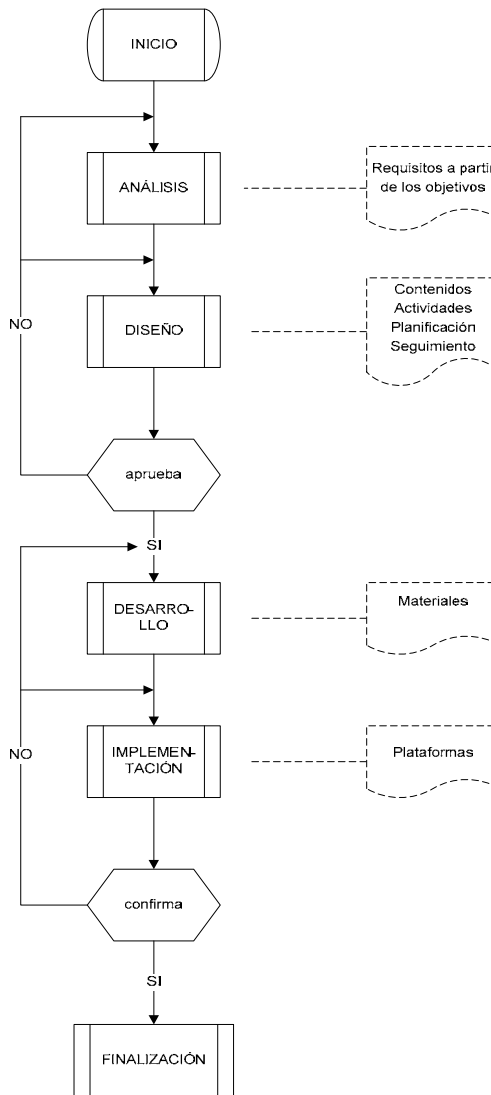 INICIO
ANÁLISIS
Requisitos a partir
de los objetivos
NO
DISEÑO
Contenidos
Actividades
Planificación
Seguimiento
aprueba
SI
DESARRO-
LLO
Materiales
NO
IMPLEMEN-
TACIÓN
Plataformas
confirma
SI
FINALIZACIÓN